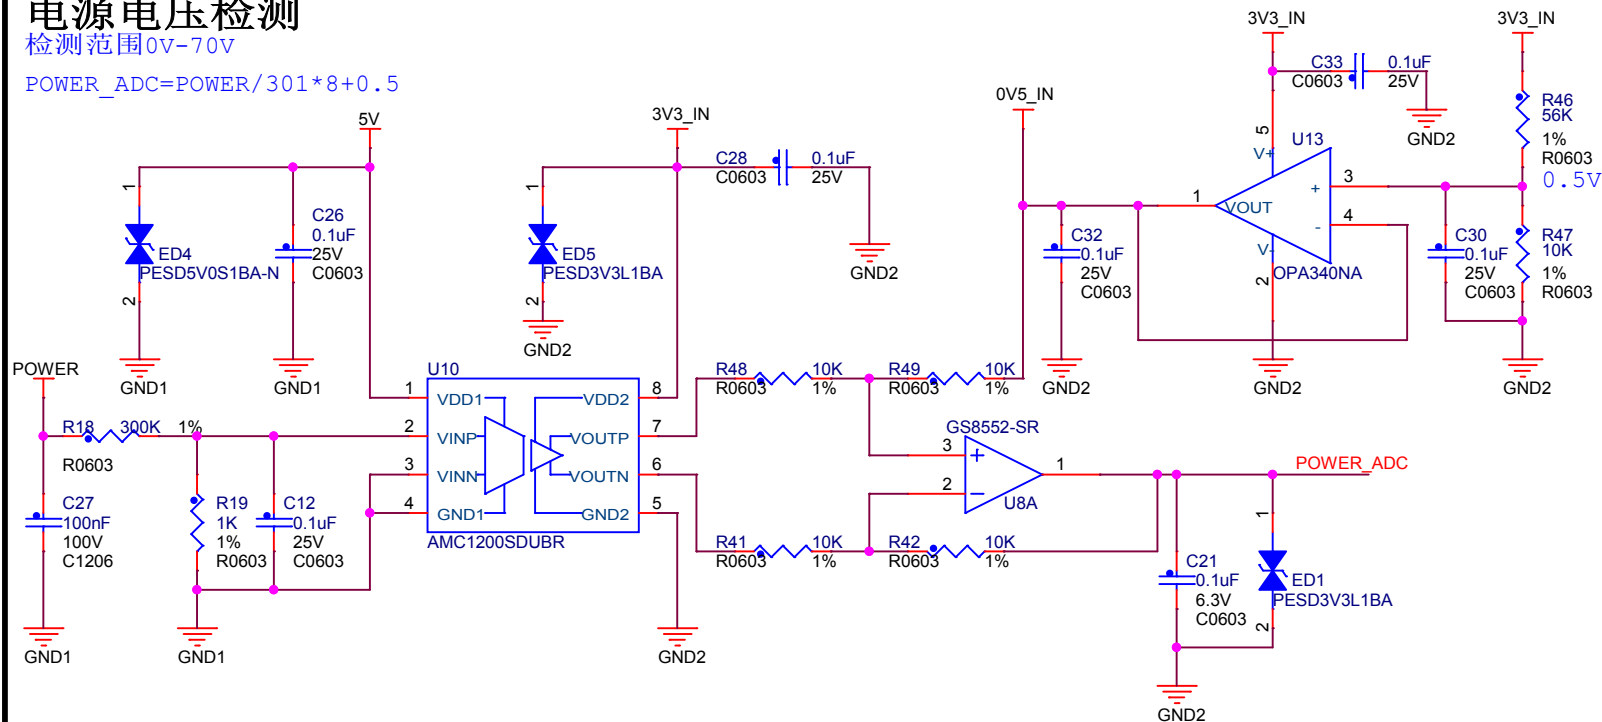 电源电压检测
检测范围0V-70V
POWER_ADC=POWER/301*8+0.5
5V
1
2
ED4
PESD5V0S1BA-N
GND1
C26
0.1uF
25V
C0603
GND1
3V3_IN
1
2
ED5
PESD3V3L1BA
GND2
C28
C0603
0.1uF
25V
GND2
0V5_IN
C32
0.1uF
25V
C0603
GND2
3V3_IN
C33
C0603
0.1uF
25V
GND2
5
V+
U13
1
VOUT
+
-
3
4
V-
2
OPA340NA
GND2
3V3_IN
R46
56K
1%
R0603
0.5V
C30
0.1uF
25V
C0603
R47
10K
1%
R0603
GND2
POWER
R18
300K
1%
R0603
C27
100nF
100V
C1206
GND1
R19
1K
1%
R0603
C12
0.1uF
25V
C0603
GND1
U10
1
2
3
4
VDD1
VINP
VINN
GND1
VDD2
VOUTP
VOUTN
GND2
8
7
6
5
AMC1200SDUBR
GND2
R48
R0603
10K
1%
R49
R0603
10K
1%
GS8552-SR
3
2
1
U8A
R41
R0603
10K
1%
R42
R0603
10K
1%
POWER_ADC
C21
0.1uF
6.3V
C0603
1
2
ED1
PESD3V3L1BA
GND2